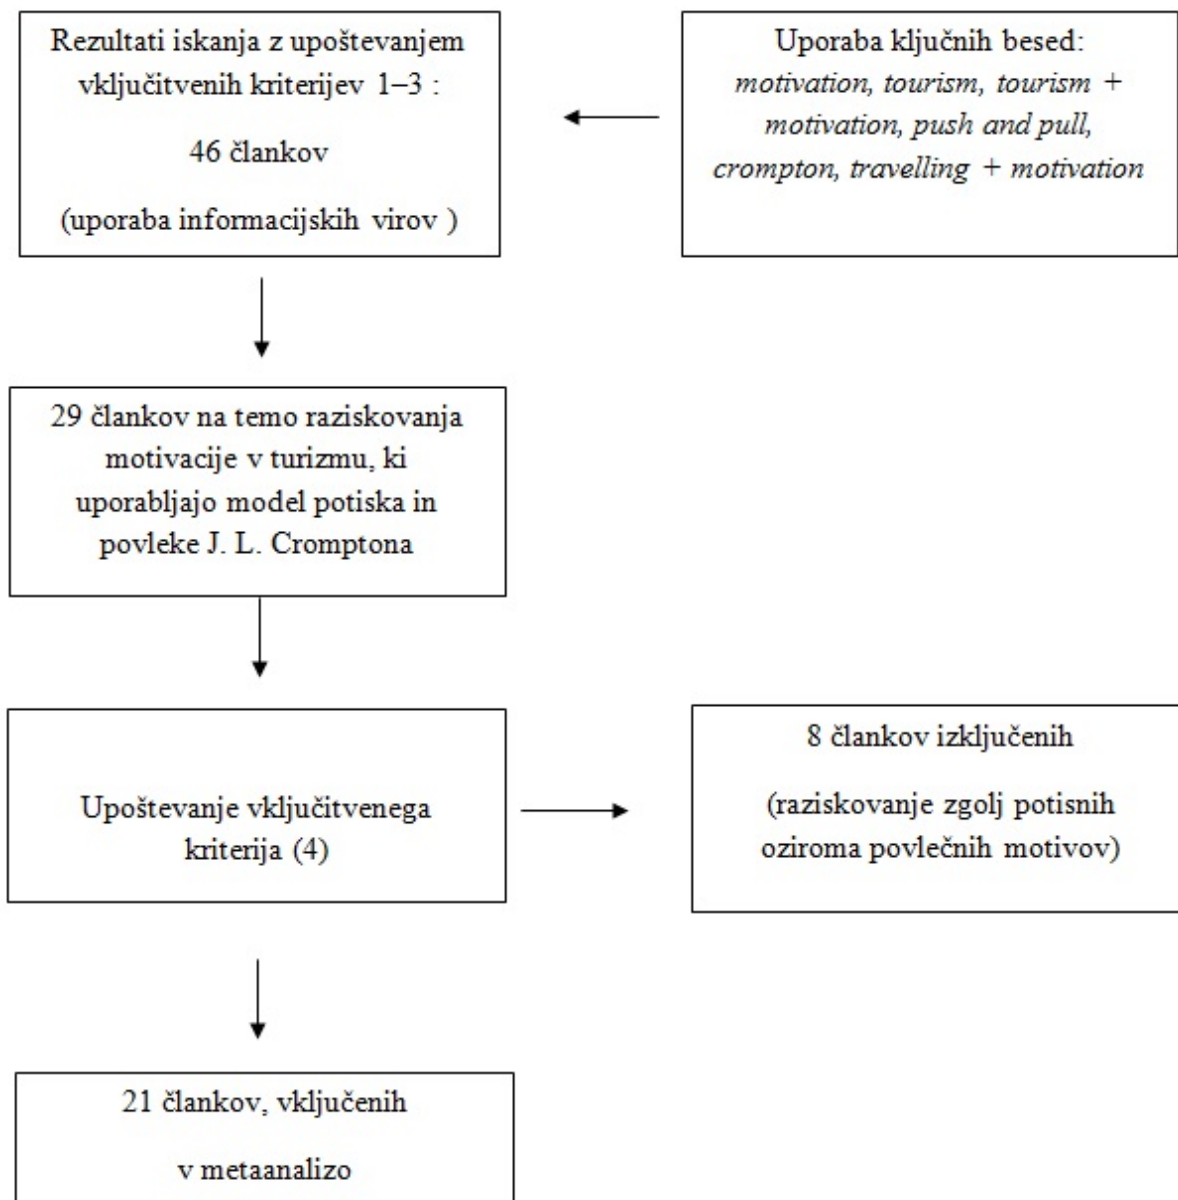 Rezultati iskanja z upoštevanjem
vključitvenih kriterijev 1–3 :
46 člankov
(uporaba informacijskih virov )
Uporaba ključnih besed:
motivation, tourism, tourism +
motivation, push and pull,
crompton, travelling + motivation
29 člankov na temo raziskovanja
motivacije v turizmu, ki
uporabljajo model potiska in
povleke J. L. Cromptona
Upoštevanje vključitvenega
kriterija (4)
8 člankov izključenih
(raziskovanje zgolj potisnih
oziroma povlečnih motivov)
21 člankov, vključenih
v metaanalizo